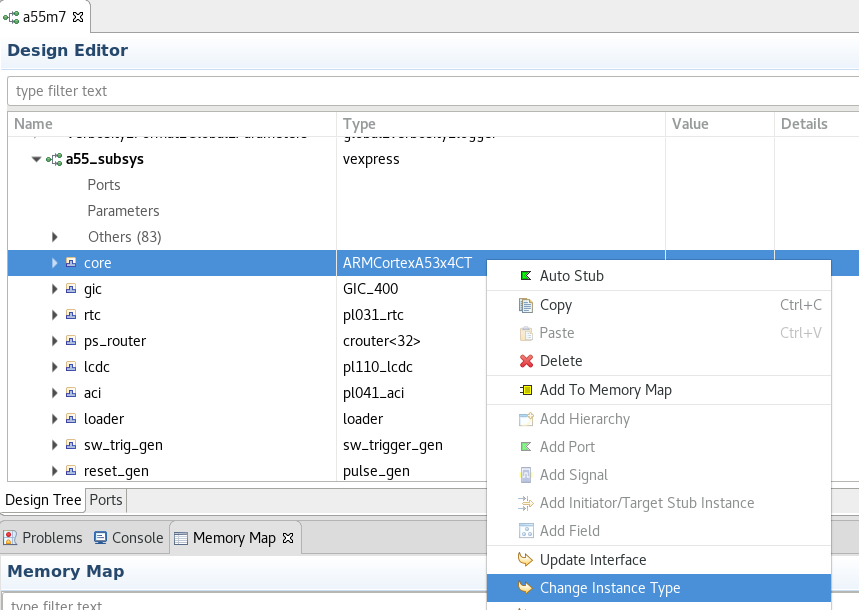 a55m7
Design Editor
type filter text
Name Type Value Details
a55_subsys vexpress
Ports
Parameters
Others (83)
core ARMCortexA53x4CT
gic GIC_400
rtc pl031_rtc
ps_router crouter<32>
lcdc pl110_lcdc
aci pl041_aci
loader loader
sw_trig_gen sw_trigger_gen
reset_gen pulse_gen
Auto Stub
Copy Ctrl+C
Paste Ctrl+V
Delete
Add To Memory Map
Add Hierarchy
Add Port
Add Signal
Add Initiator/Target Stub Instance
Add Field
Update Interface
Change Instance Type
Design Tree Ports
Problems Console Memory Map
Memory Map
type filter text